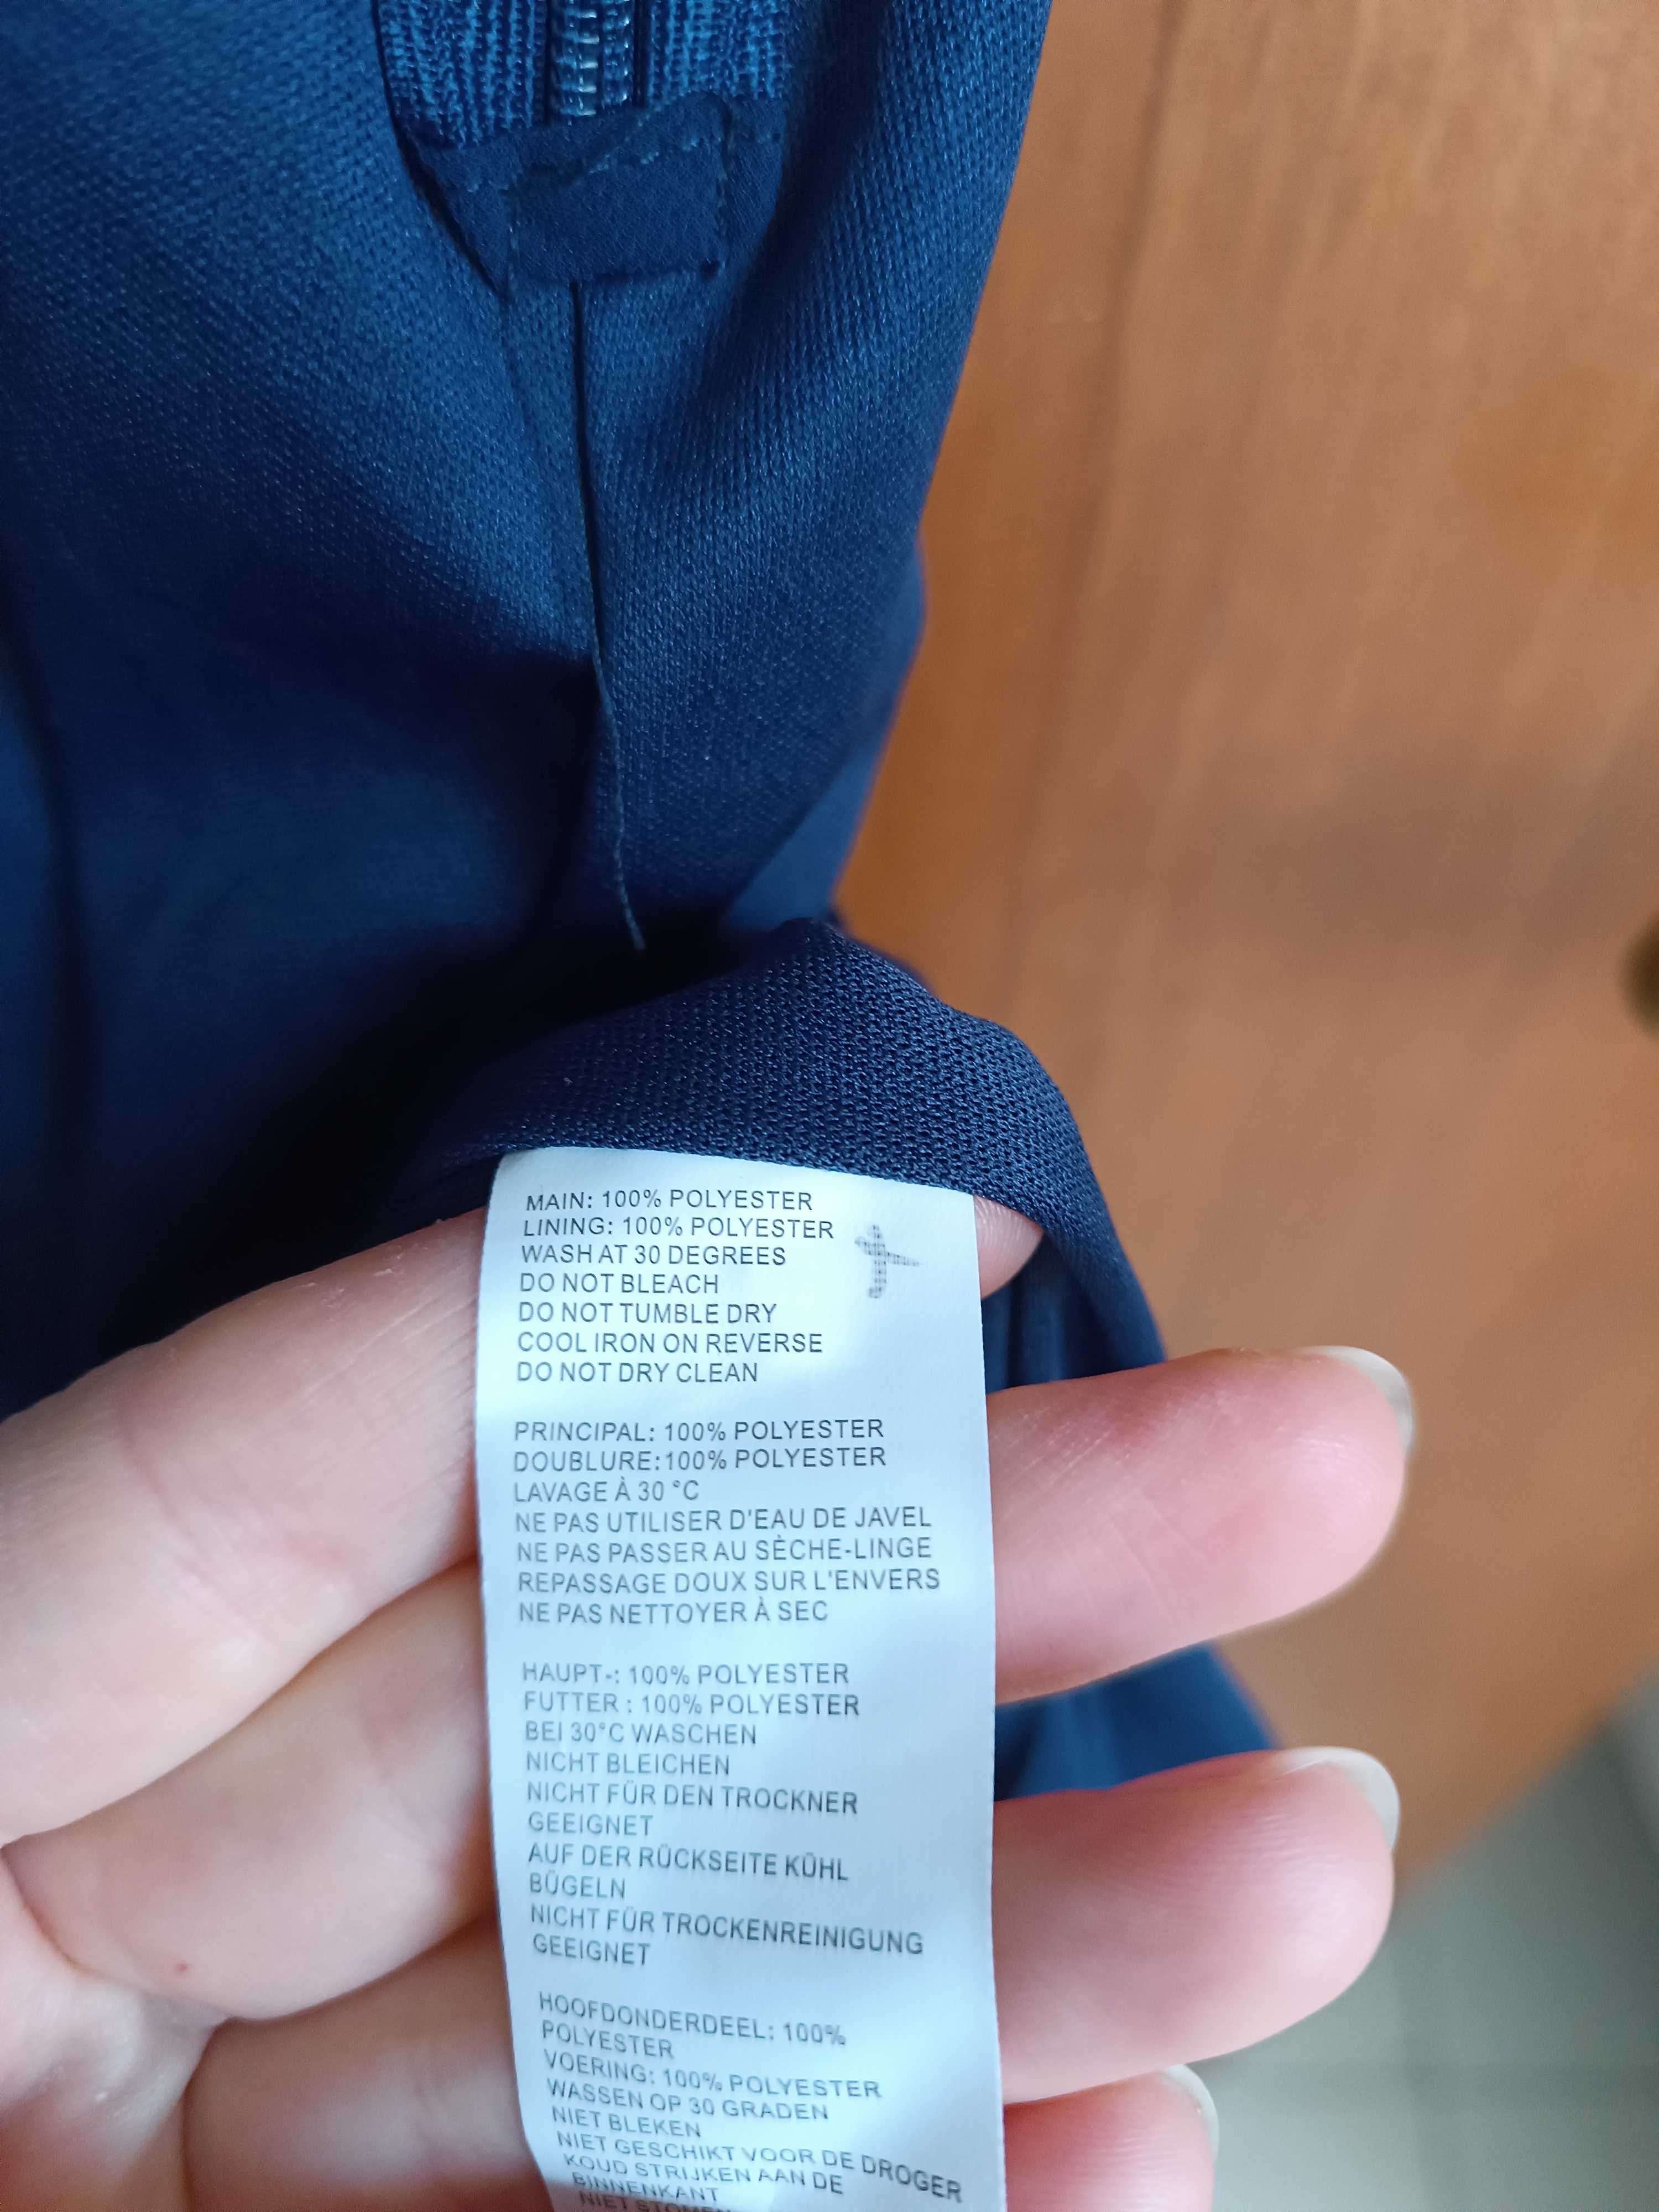 MAIN: 100% POLYESTER
LINING: 100% POLYESTER
WASH AT 30 DEGREES
DO NOT BLEACH
DO NOT TUMBLE DRY
COOL IRON ON REVERSE
DO NOT DRY CLEAN
PRINCIPAL: 100% POLYESTER
DOUBLURE:100% POLYESTER
LAVAGE À 30 °C
NE PAS UTILISER D'EAU DE JAVEL
NE PAS PASSER AU SÈCHE-LINGE
REPASSAGE DOUX SUR L'ENVERS
NE PAS NETTOYER À SEC
HAUPT-: 100% POLYESTER
FUTTER : 100% POLYESTER
BEI 30°C WASCHEN
NICHT BLEICHEN
NICHT FÜR DEN TROCKNER
GEEIGNET
AUF DER RÜCKSEITE KÜHL
BÜGELN
NICHT FÜR TROCKENREINIGUNG
GEEIGNET
HOOFDONDERDEEL: 100%
POLYESTER
VOERING: 100% POLYESTER
WASSEN OP 30 GRADEN
NIET BLEKEN
NIET GESCHIKT VOOR DE DROGER
KOUD STRIJKEN AAN DE
BINNENKANT
NIET